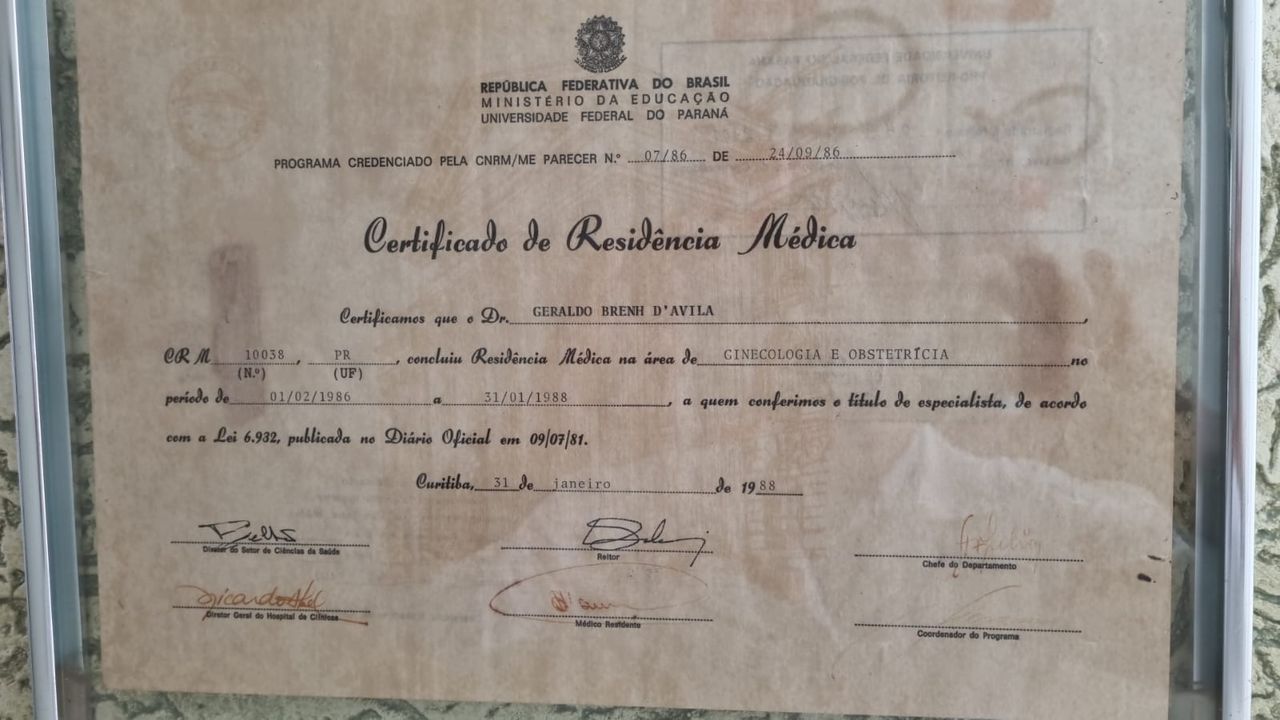 REPÚBLICA FEDERATIVA DO BRASIL
MINISTÉRIO DA EDUCAÇÃO
UNIVERSIDADE FEDERAL DO PARANÁ
PROGRAMA CREDENCIADO PELA CNRM/ME PARECER N.º 07/86 DE 24/09/86
Certificado de Residência Médica
Certificamos que o Dr. GERALDO BRENH D'AVILA,
CRM 10038, PR, concluiu Residência Médica na área de GINECOLOGIA E OBSTETRÍCIA no
(N.º) (UF)
período de 01/02/1986 a 31/01/1988, a quem conferimos o título de especialista, de acordo
com a Lei 6.932, publicada no Diário Oficial em 09/07/81.
Curitiba, 31 de janeiro de 1988
Diretor do Setor de Ciências da Saúde
Reitor
Chefe do Departamento
Diretor Geral do Hospital de Clínicas
Médico Residente
Coordenador do Programa